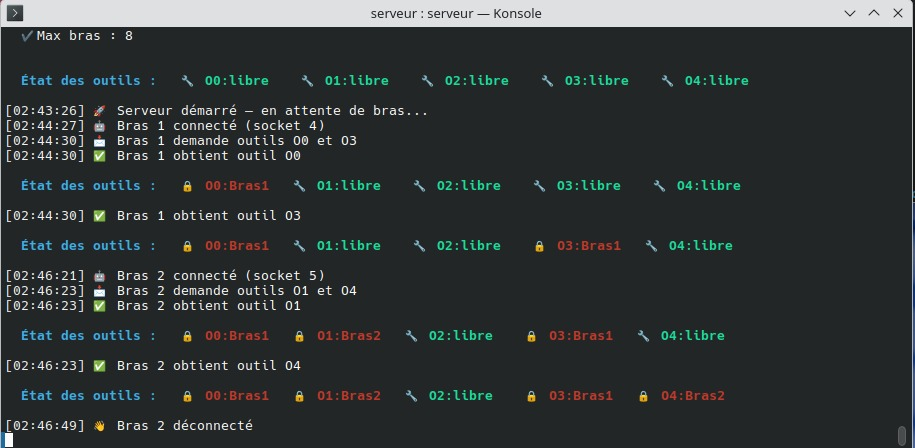 serveur : serveur — Konsole
✔Max bras : 8
État des outils : 🔧 O0:libre 🔧 O1:libre 🔧 O2:libre 🔧 O3:libre 🔧 O4:libre
[02:43:26] 🚀 Serveur démarré — en attente de bras...
[02:44:27] 🤖 Bras 1 connecté (socket 4)
[02:44:30] 📩 Bras 1 demande outils O0 et O3
[02:44:30] ✅ Bras 1 obtient outil O0
État des outils : 🔒 O0:Bras1 🔧 O1:libre 🔧 O2:libre 🔧 O3:libre 🔧 O4:libre
[02:44:30] ✅ Bras 1 obtient outil O3
État des outils : 🔒 O0:Bras1 🔧 O1:libre 🔧 O2:libre 🔒 O3:Bras1 🔧 O4:libre
[02:46:21] 🤖 Bras 2 connecté (socket 5)
[02:46:23] 📩 Bras 2 demande outils O1 et O4
[02:46:23] ✅ Bras 2 obtient outil O1
État des outils : 🔒 O0:Bras1 🔒 O1:Bras2 🔧 O2:libre 🔒 O3:Bras1 🔧 O4:libre
[02:46:23] ✅ Bras 2 obtient outil O4
État des outils : 🔒 O0:Bras1 🔒 O1:Bras2 🔧 O2:libre 🔒 O3:Bras1 🔒 O4:Bras2
[02:46:49] 👋 Bras 2 déconnecté